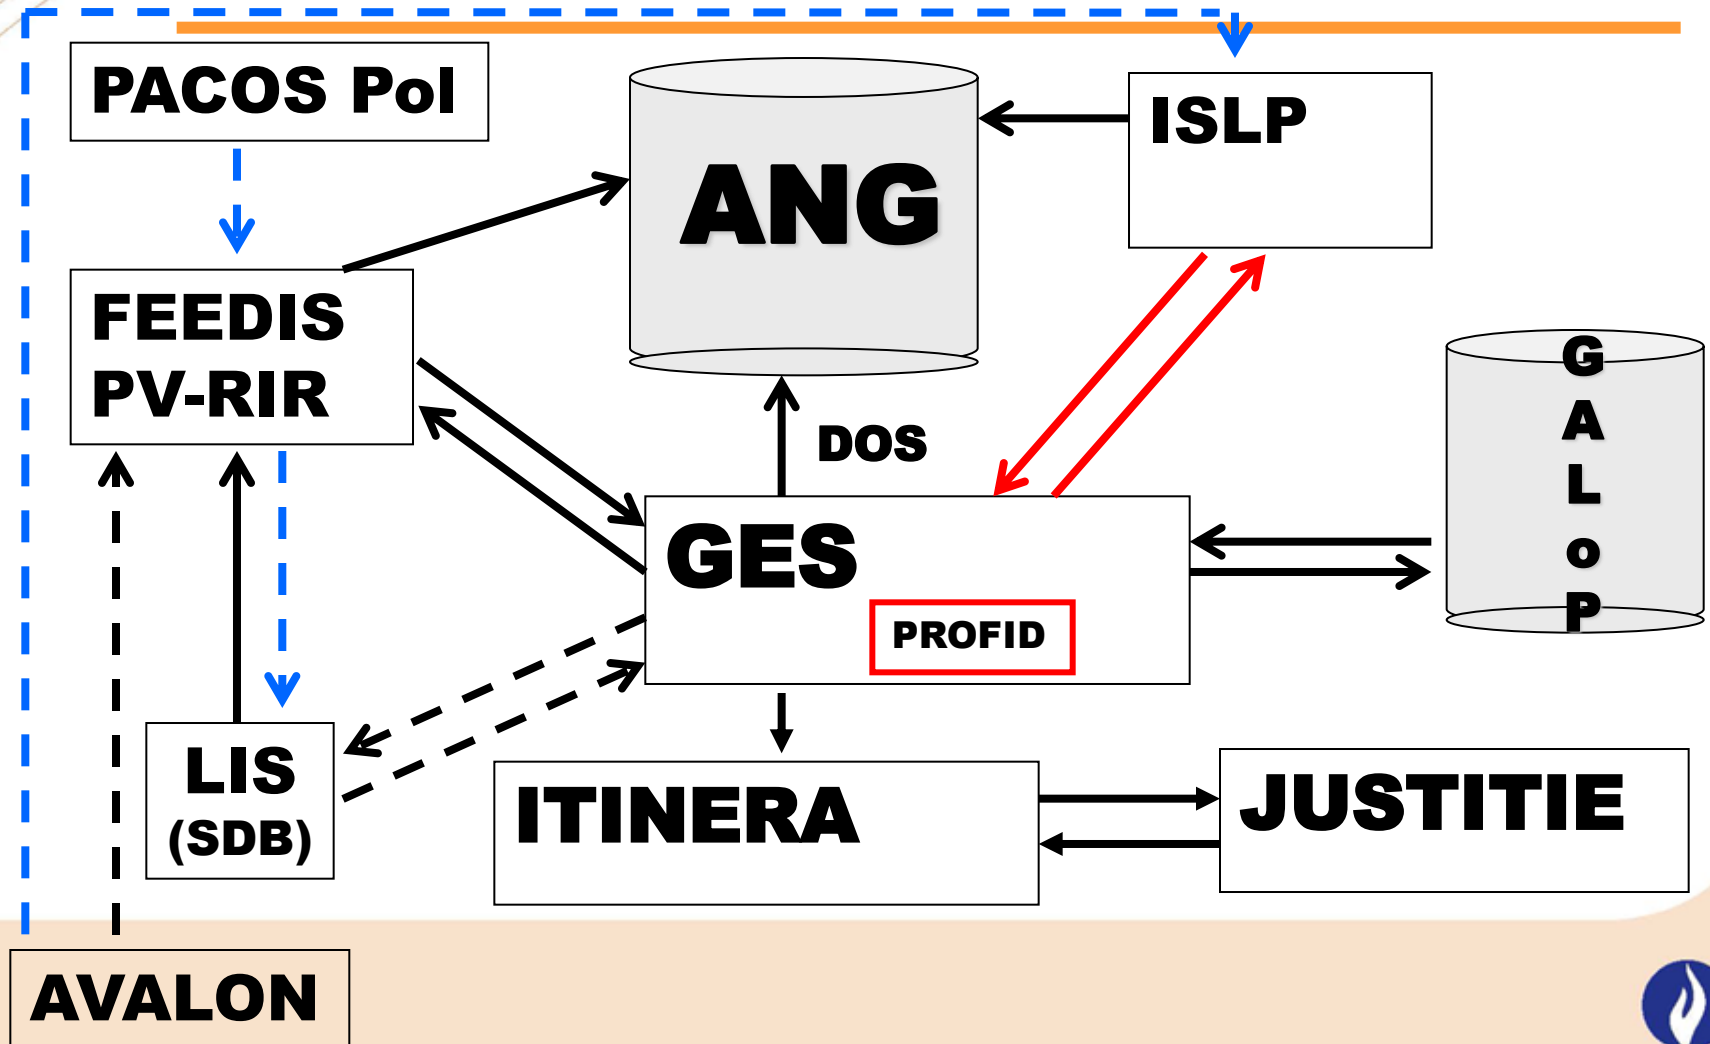 PACOS Pol
ANG
ISLP
FEEDIS
PV-RIR
DOS
GES
PROFID
G
A
L
o
P
LIS
(SDB)
ITINERA
JUSTITIE
AVALON